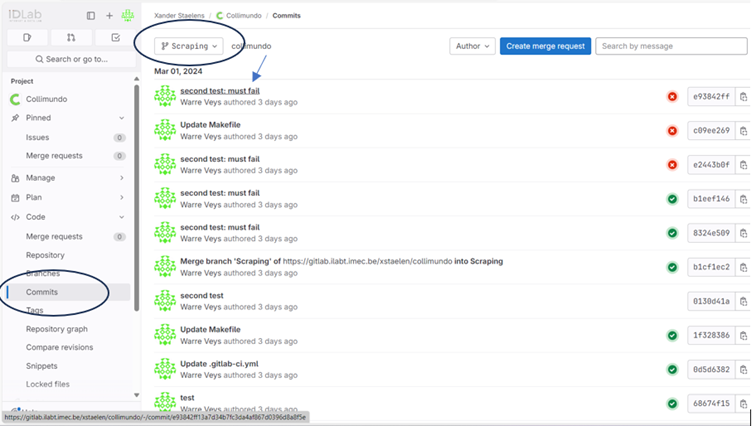 IDLab
Xander Staelens / Collimundo / Commits
Scraping
collimundo
Author
Create merge request
Search by message
Search or go to...
Project
Collimundo
Pinned
Issues 0
Merge requests 0
Manage
Plan
Code
Merge requests 0
Repository
Branches
Commits
Tags
Repository graph
Compare revisions
Snippets
Locked files
Mar 01, 2024
second test: must fail
Warre Veys authored 3 days ago
e93842ff
Update Makefile
Warre Veys authored 3 days ago
c09ee269
second test: must fail
Warre Veys authored 3 days ago
e2443b0f
second test: must fail
Warre Veys authored 3 days ago
b1eef146
second test: must fail
Warre Veys authored 3 days ago
8324e509
Merge branch 'Scraping' of https://gitlab.ilabt.imec.be/xstaelen/collimundo into Scraping
Warre Veys authored 3 days ago
b1cf1ec2
second test
Warre Veys authored 3 days ago
0130d41a
Update Makefile
Warre Veys authored 3 days ago
1f328386
Update .gitlab-ci.yml
Warre Veys authored 3 days ago
0d5d6382
test
Warre Veys authored 3 days ago
68674f15
https://gitlab.ilabt.imec.be/xstaelen/collimundo/-/commit/e93842ff13a7d34b7fc3da4af867d0396d8a8f5e